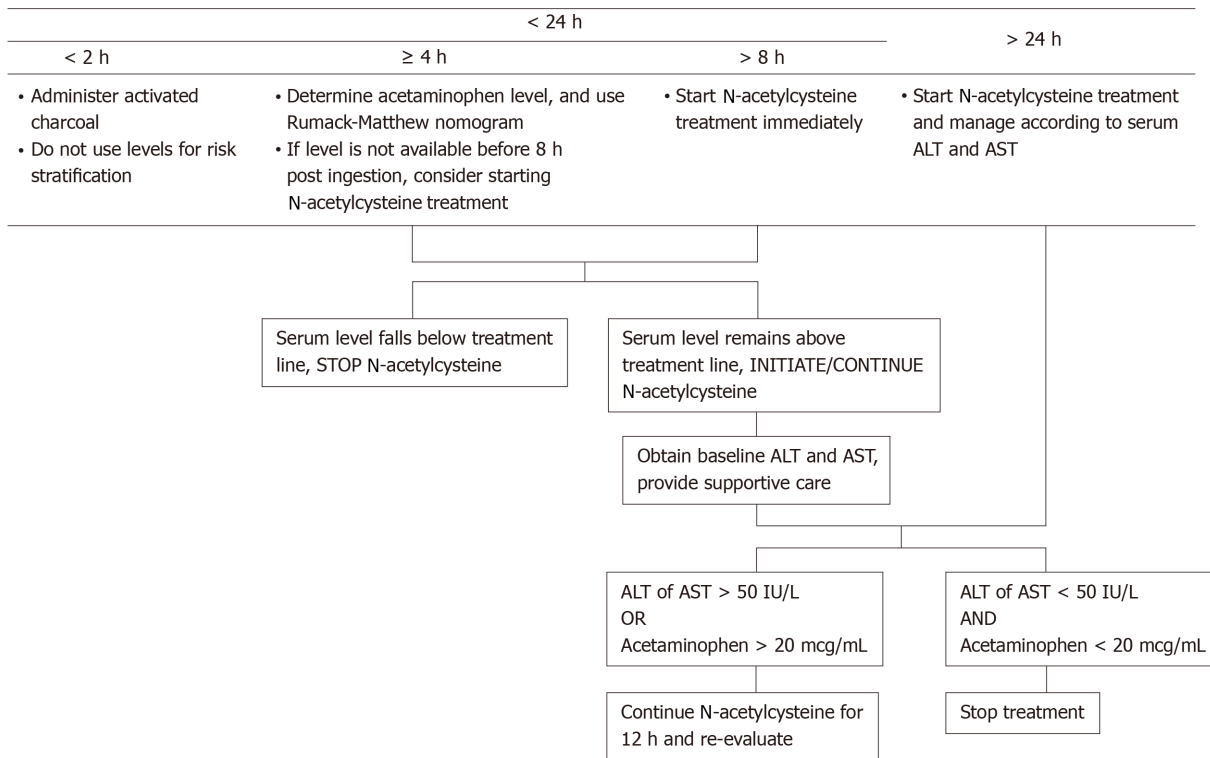 < 24 h
> 24 h
< 2 h
≥ 4 h
> 8 h
• Administer activated
charcoal
• Do not use levels for risk
stratification
• Determine acetaminophen level, and use
Rumack-Matthew nomogram
• If level is not available before 8 h
post ingestion, consider starting
N-acetylcysteine treatment
• Start N-acetylcysteine
treatment immediately
• Start N-acetylcysteine treatment
and manage according to serum
ALT and AST
Serum level falls below treatment
line, STOP N-acetylcysteine
Serum level remains above
treatment line, INITIATE/CONTINUE
N-acetylcysteine
Obtain baseline ALT and AST,
provide supportive care
ALT of AST > 50 IU/L
OR
Acetaminophen > 20 mcg/mL
ALT of AST < 50 IU/L
AND
Acetaminophen < 20 mcg/mL
Continue N-acetylcysteine for
12 h and re-evaluate
Stop treatment